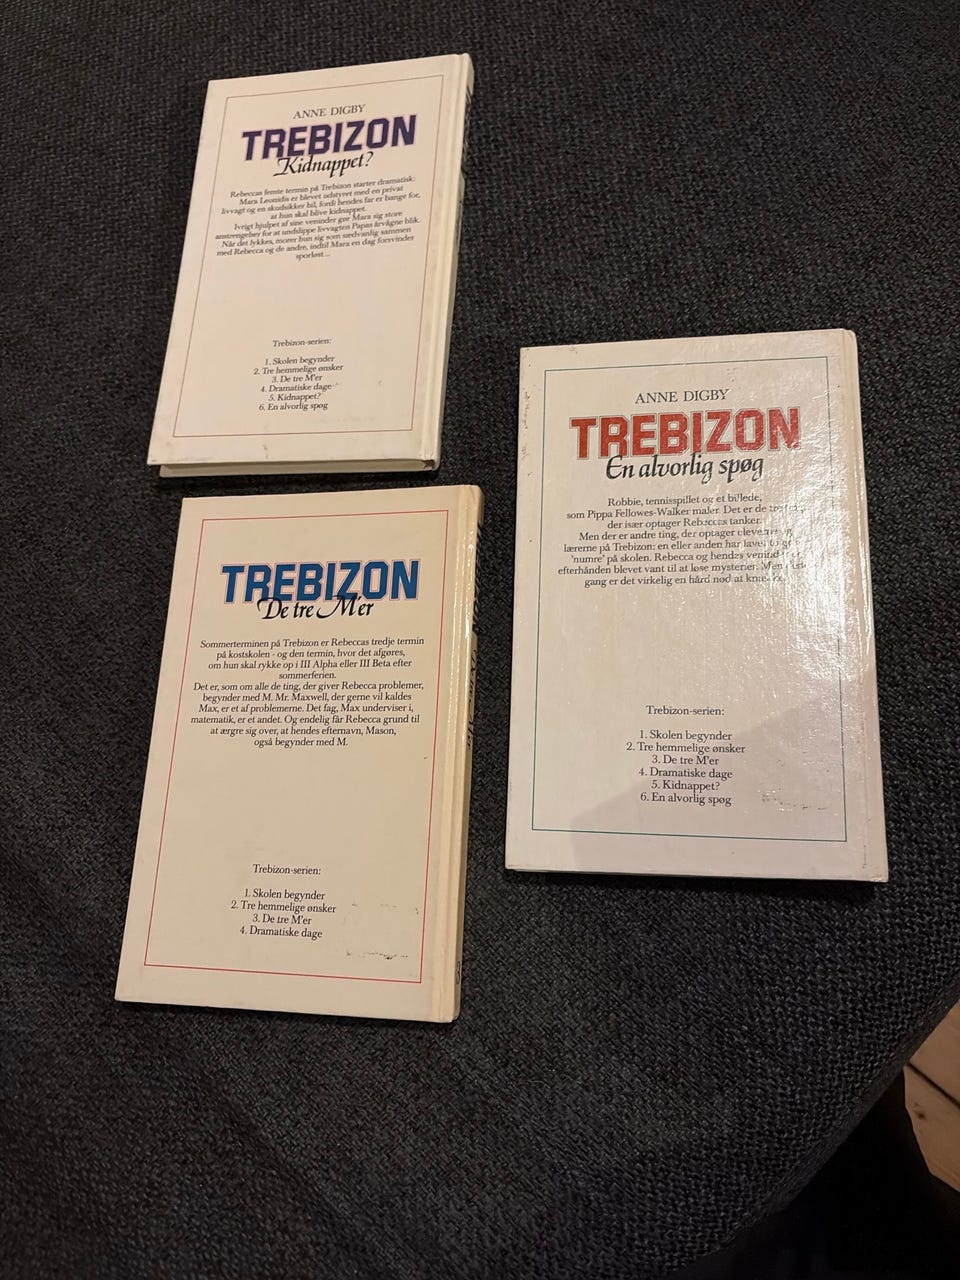 ANNE DIGBY
TREBIZON
Kidnappet?
Rebeccas femte termin på Trebizon starter dramatisk:
Mara Leonidis er blevet udstyret med en privat
livvagt og en skudsikker bil, fordi hendes far er bange for,
at hun skal blive kidnappet.
Ivrigt hjulpet af sine veninder gør Mara sig store
anstrengelser for at undslippe livvagten Papas årvågne blik.
Når det lykkes, morer hun sig som sædvanlig sammen
med Rebecca og de andre, indtil Mara en dag forsvinder
sporløst...
Trebizon-serien:
1. Skolen begynder
2. Tre hemmelige ønsker
3. De tre M'er
4. Dramatiske dage
5. Kidnappet?
6. En alvorlig spøg
ANNE DIGBY
TREBIZON
En alvorlig spøg
Robbie, tennisspillet og et billede,
som Pippa Fellowes-Walker maler. Det er de
der især optager Rebeccas tanker.
Men der er andre ting, der optager eleverne og
lærerne på Trebizon: en eller anden har lavet
'numre' på skolen. Rebecca og hendes
efterhånden blevet vant til at løse mysterier. Men
gang er det virkelig en hård nød at
Trebizon-serien:
1. Skolen begynder
2. Tre hemmelige ønsker
3. De tre M'er
4. Dramatiske dage
5. Kidnappet?
6. En alvorlig spøg
TREBIZON
De tre M'er
Sommerterminen på Trebizon er Rebeccas tredje termin
på kostskolen - og den termin, hvor det afgøres,
om hun skal rykke op i III Alpha eller III Beta efter
sommerferien.
Det er, som om alle de ting, der giver Rebecca problemer,
begynder med M. Mr. Maxwell, der gerne vil kaldes
Max, er et af problemerne. Det fag, Max underviser i,
matematik, er et andet. Og endelig får Rebecca grund til
at ærgre sig over, at hendes efternavn, Mason,
også begynder med M.
Trebizon-serien:
1. Skolen begynder
2. Tre hemmelige ønsker
3. De tre M'er
4. Dramatiske dage